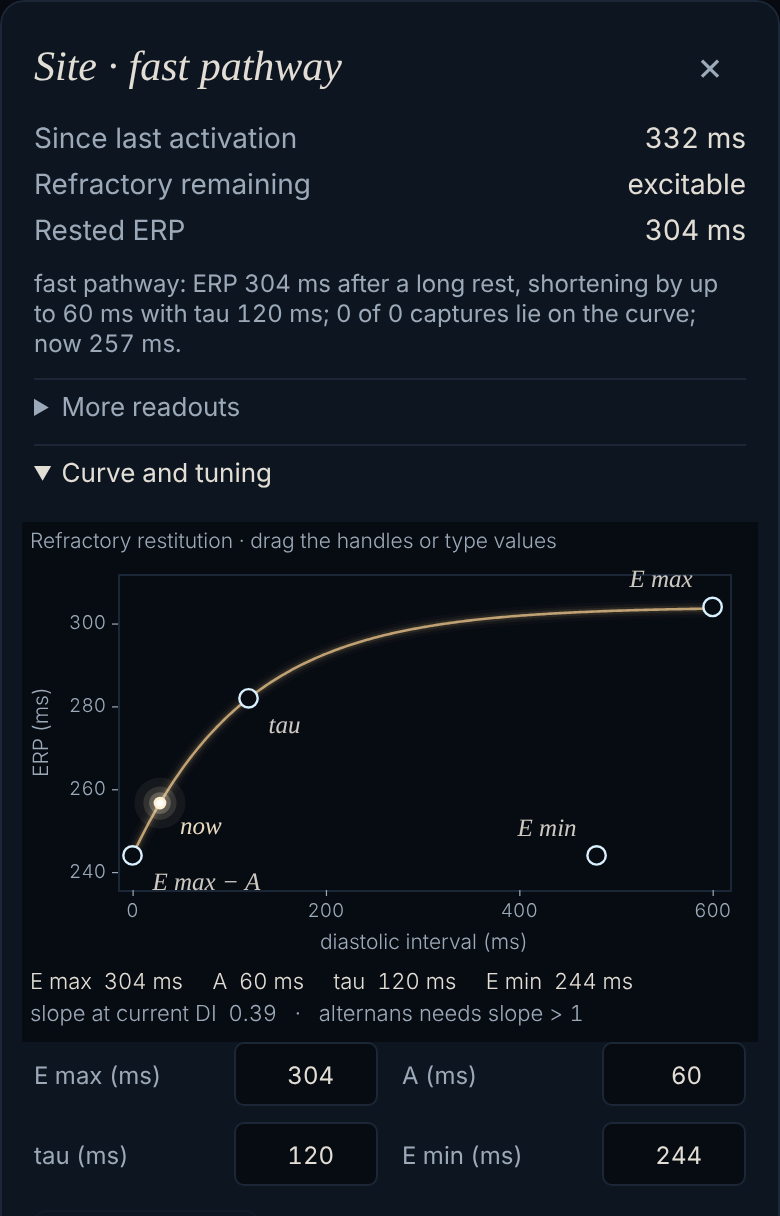 Site · fast pathway ✕
Since last activation 332 ms
Refractory remaining excitable
Rested ERP 304 ms
fast pathway: ERP 304 ms after a long rest, shortening by up
to 60 ms with tau 120 ms; 0 of 0 captures lie on the curve;
now 257 ms.
▶ More readouts
▼ Curve and tuning
Refractory restitution · drag the handles or type values
E max
300
280
tau
ERP (ms)
260
now
E min
240
E max − A
0 200 400 600
diastolic interval (ms)
E max 304 ms A 60 ms tau 120 ms E min 244 ms
slope at current DI 0.39 · alternans needs slope > 1
E max (ms) 304 A (ms) 60
tau (ms) 120 E min (ms) 244